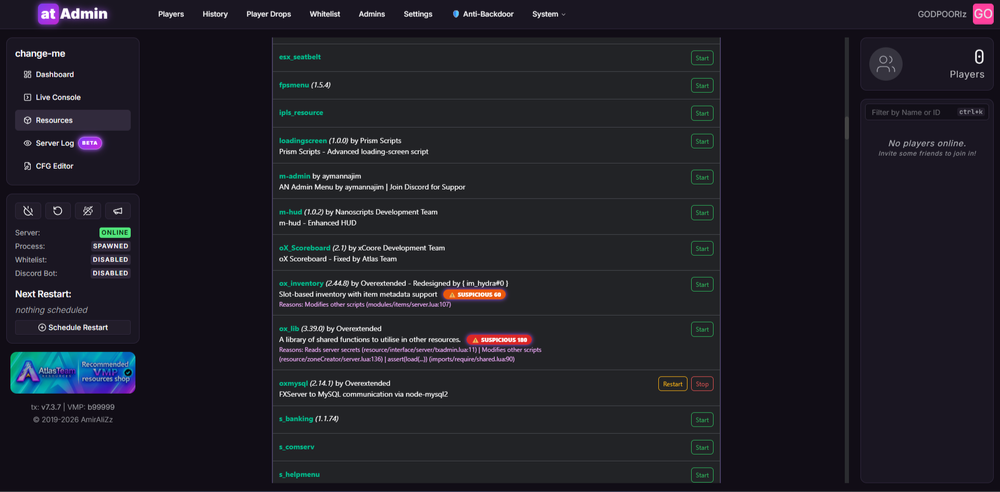 at Admin
Players
History
Player Drops
Whitelist
Admins
Settings
Anti-Backdoor
System
GODPOORIz
GO
change-me
Dashboard
Live Console
Resources
Server Log BETA
CFG Editor
Server: ONLINE
Process: SPAWNED
Whitelist: DISABLED
Discord Bot: DISABLED
Next Restart:
nothing scheduled
Schedule Restart
AtlasTeam
Recommended
VMP
resources shop
tx: v7.3.7 | VMP: b99999
© 2019-2026 AmirAliZz
esx_seatbelt
Start
fpsmenu (1.5.4)
Start
ipls_resource
Start
loadingscreen (1.0.0) by Prism Scripts
Prism Scripts - Advanced loading-screen script
Start
m-admin by aymannajim
AN Admin Menu by aymannajim | Join Discord for Suppor
Start
m-hud (1.0.2) by Nanoscripts Development Team
m-hud - Enhanced HUD
Start
oX_Scoreboard (2.1) by xCoore Development Team
oX Scoreboard - Fixed by Atlas Team
Start
ox_inventory (2.44.8) by Overextended - Redesigned by ( im_hydra#0 )
Slot-based inventory with item metadata support ⚠ SUSPICIOUS 60
Reasons: Modifies other scripts (modules/items/server.lua:107)
Start
ox_lib (3.39.0) by Overextended
A library of shared functions to utilise in other resources. ⚠ SUSPICIOUS 180
Reasons: Reads server secrets (resource/interface/server/txadmin.lua:11) | Modifies other scripts
(resource/zoneCreator/server.lua:136) | assert(load(...)) (imports/require/shared.lua:90)
Start
oxmysql (2.14.1) by Overextended
FXServer to MySQL communication via node-mysql2
Restart
Stop
s_banking (1.1.74)
Start
s_comserv
Start
s_helpmenu
Start
0
Players
Filter by Name or ID ctrl+k
No players online.
Invite some friends to join in!